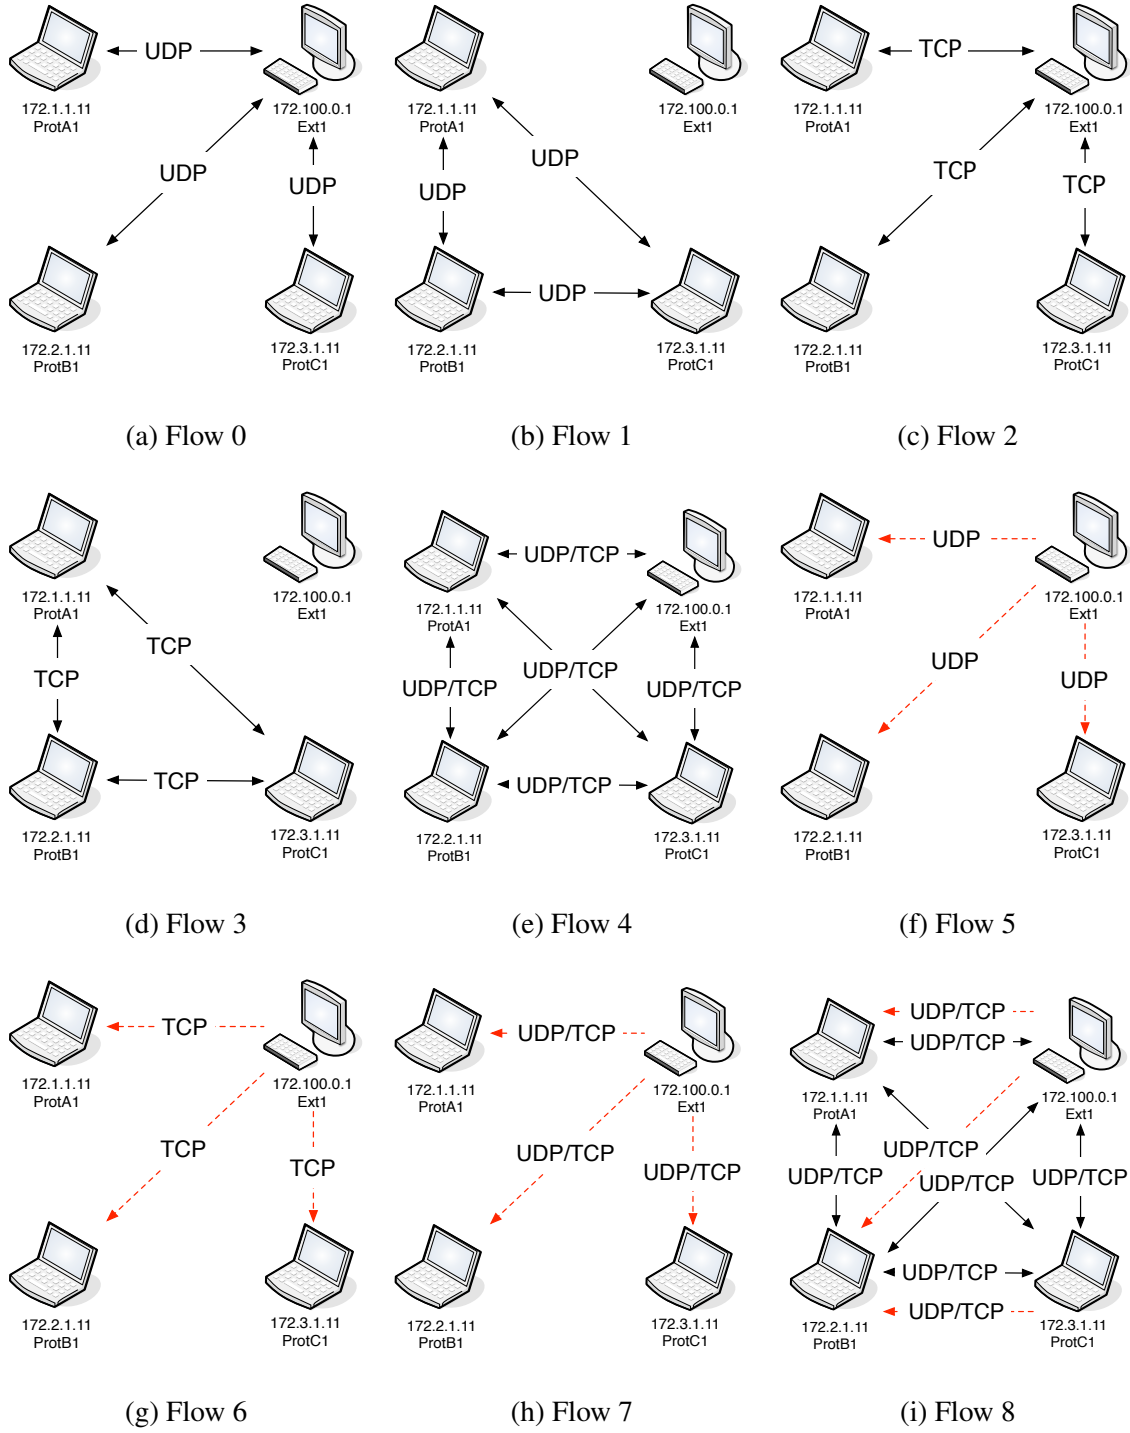 UDP
172.1.1.11
ProtA1
172.100.0.1
Ext1
UDP
UDP
172.2.1.11
ProtB1
172.3.1.11
ProtC1
(a) Flow 0
172.1.1.11
ProtA1
172.100.0.1
Ext1
UDP
UDP
UDP
172.2.1.11
ProtB1
172.3.1.11
ProtC1
(b) Flow 1
TCP
172.1.1.11
ProtA1
172.100.0.1
Ext1
TCP
TCP
172.2.1.11
ProtB1
172.3.1.11
ProtC1
(c) Flow 2
172.1.1.11
ProtA1
172.100.0.1
Ext1
TCP
TCP
TCP
172.2.1.11
ProtB1
172.3.1.11
ProtC1
(d) Flow 3
UDP/TCP
172.1.1.11
ProtA1
172.100.0.1
Ext1
UDP/TCP
UDP/TCP
UDP/TCP
UDP/TCP
172.2.1.11
ProtB1
172.3.1.11
ProtC1
(e) Flow 4
UDP
172.1.1.11
ProtA1
172.100.0.1
Ext1
UDP
UDP
172.2.1.11
ProtB1
172.3.1.11
ProtC1
(f) Flow 5
TCP
172.1.1.11
ProtA1
172.100.0.1
Ext1
TCP
TCP
172.2.1.11
ProtB1
172.3.1.11
ProtC1
(g) Flow 6
UDP/TCP
172.1.1.11
ProtA1
172.100.0.1
Ext1
UDP/TCP
UDP/TCP
172.2.1.11
ProtB1
172.3.1.11
ProtC1
(h) Flow 7
UDP/TCP
UDP/TCP
172.1.1.11
ProtA1
172.100.0.1
Ext1
UDP/TCP
UDP/TCP
UDP/TCP
UDP/TCP
UDP/TCP
UDP/TCP
172.2.1.11
ProtB1
172.3.1.11
ProtC1
(i) Flow 8